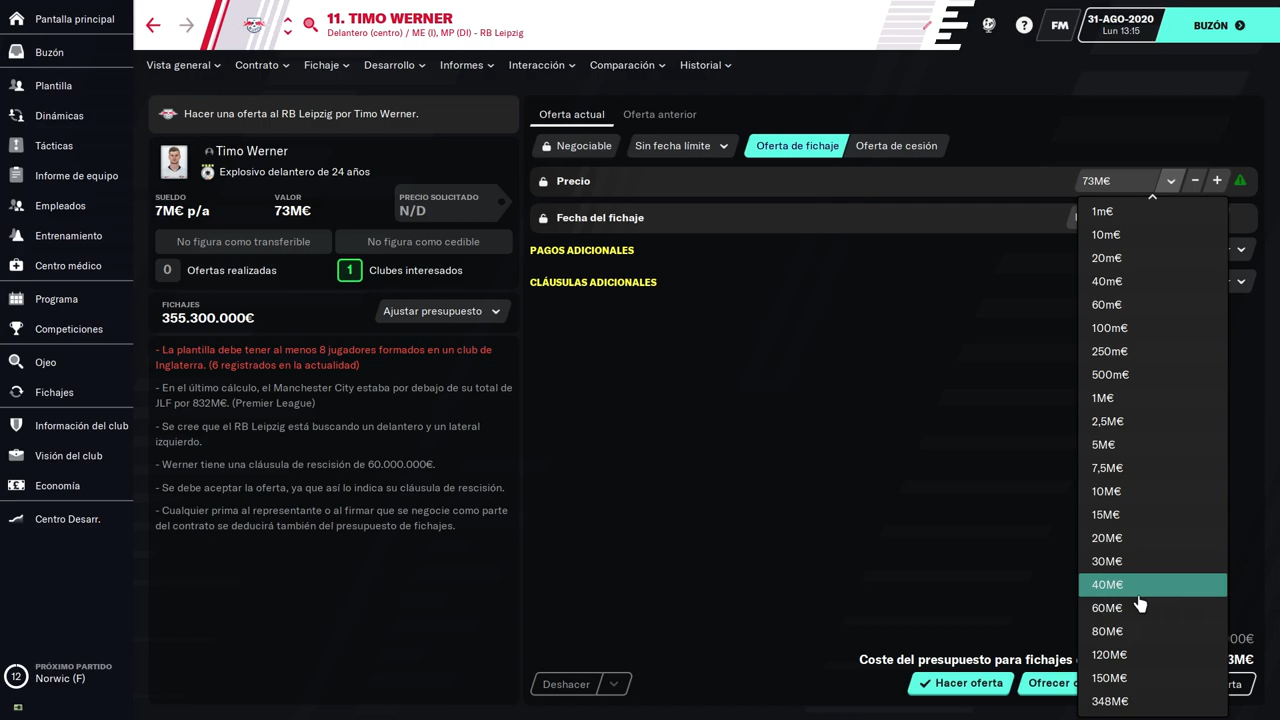 Pantalla principal
Buzón
Plantilla
Dinámicas
Tácticas
Informe de equipo
Empleados
Entrenamiento
Centro médico
Programa
Competiciones
Ojeo
Fichajes
Información del club
Visión del club
Economía
Centro Desarr.
12
PRÓXIMO PARTIDO
Norwic (F)
11. TIMO WERNER
Delantero (centro) / ME (I), MP (DI) - RB Leipzig
?
FM
31-AGO-2020
Lun 13:15
BUZÓN
Vista general
Contrato
Fichaje
Desarrollo
Informes
Interacción
Comparación
Historial
Hacer una oferta al RB Leipzig por Timo Werner.
Timo Werner
Explosivo delantero de 24 años
SUELDO
7M€ p/a
VALOR
73M€
PRECIO SOLICITADO
N/D
No figura como transferible
No figura como cedible
0 Ofertas realizadas
1 Clubes interesados
FICHAJES
355.300.000€
Ajustar presupuesto
- La plantilla debe tener al menos 8 jugadores formados en un club de
Inglaterra. (6 registrados en la actualidad)
- En el último cálculo, el Manchester City estaba por debajo de su total de
JLF por 832M€. (Premier League)
- Se cree que el RB Leipzig está buscando un delantero y un lateral
izquierdo.
- Werner tiene una cláusula de rescisión de 60.000.000€.
- Se debe aceptar la oferta, ya que así lo indica su cláusula de rescisión.
- Cualquier prima al representante o al firmar que se negocie como parte
del contrato se deducirá también del presupuesto de fichajes.
Oferta actual
Oferta anterior
Negociable
Sin fecha límite
Oferta de fichaje
Oferta de cesión
Precio
73M€
- +
Fecha del fichaje
PAGOS ADICIONALES
CLÁUSULAS ADICIONALES
1m€
10m€
20m€
40m€
60m€
100m€
250m€
500m€
1M€
2,5M€
5M€
7,5M€
10M€
15M€
20M€
30M€
40M€
60M€
80M€
120M€
150M€
348M€
00€
Coste del presupuesto para fichajes
3M€
Deshacer
Hacer oferta
Ofrecer
rta